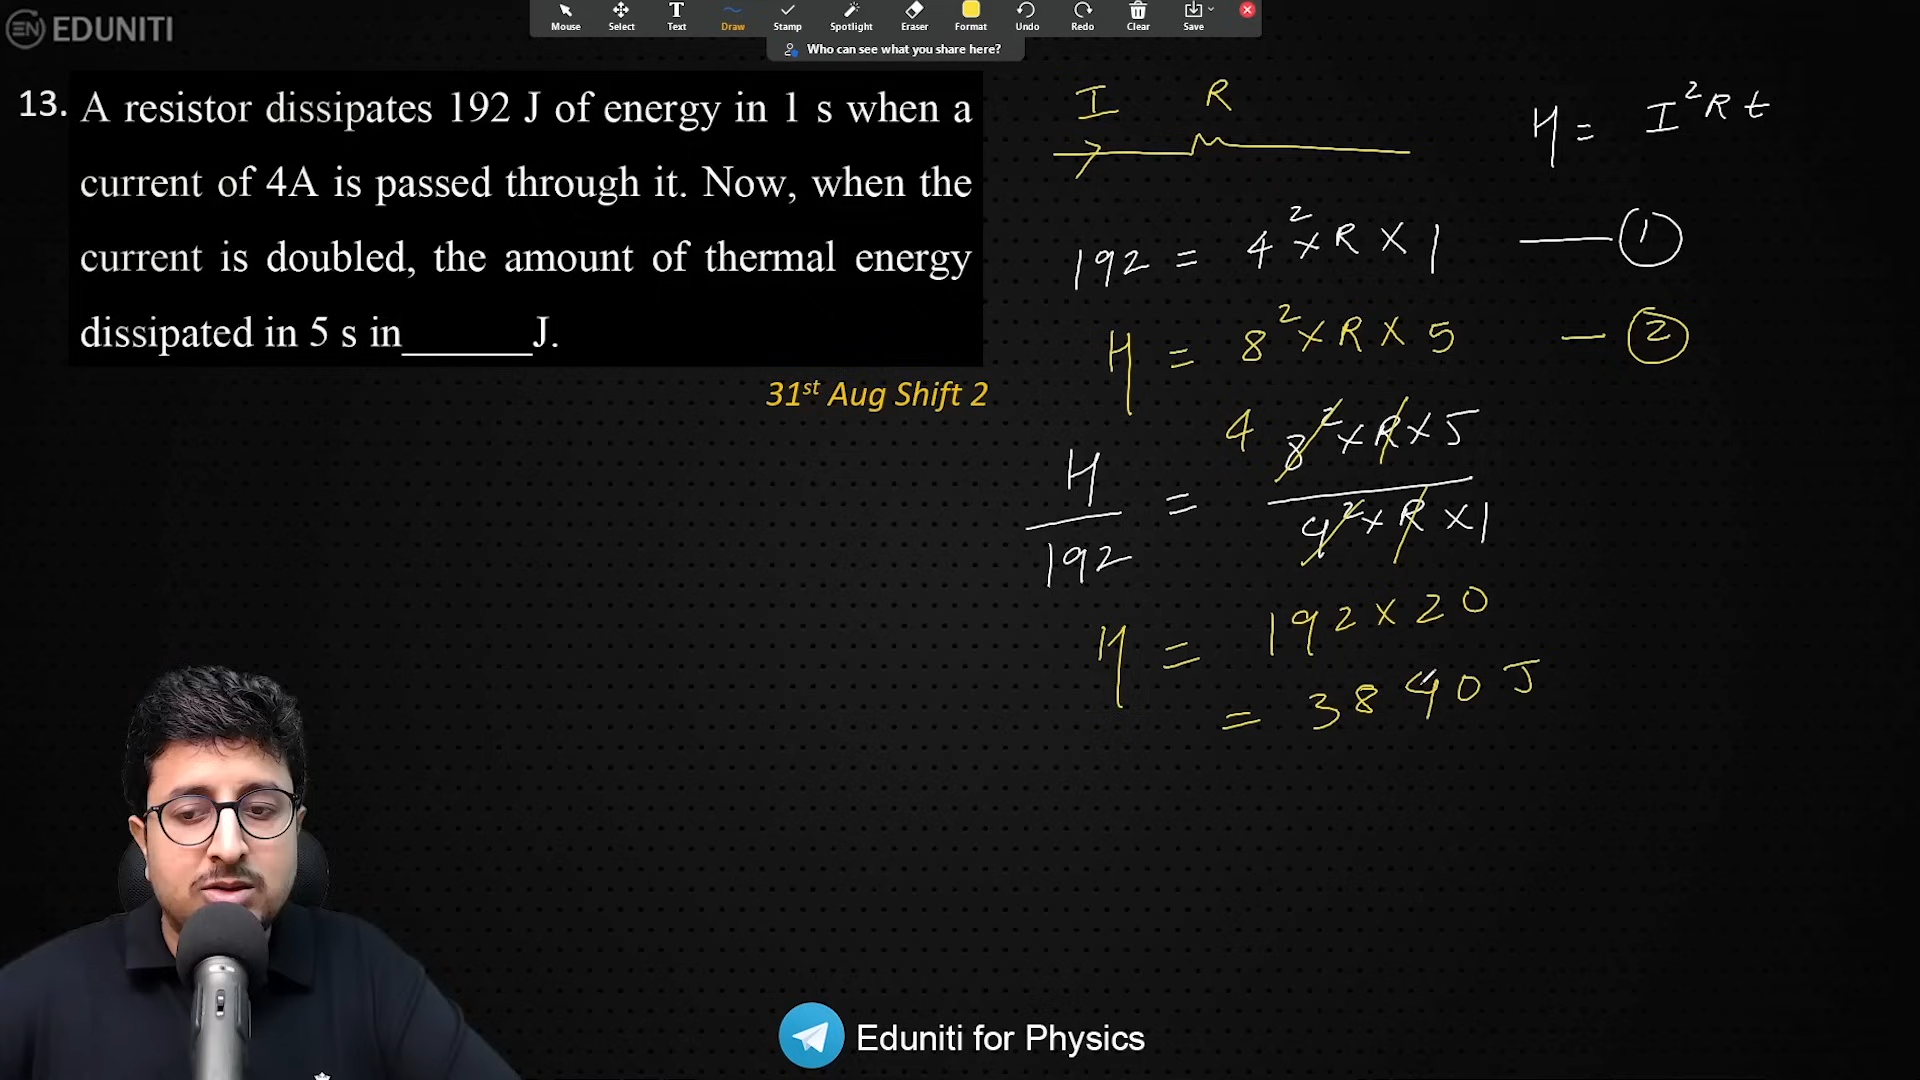 EN EDUNITI
Mouse Select Text Draw Stamp Spotlight Eraser Format Undo Redo Clear Save
Who can see what you share here?
13. A resistor dissipates 192 J of energy in 1 s when a
current of 4A is passed through it. Now, when the
current is doubled, the amount of thermal energy
dissipated in 5 s in______J.
31st Aug Shift 2
I R
H = I²Rt
192 = 4² × R × 1 — 1
H = 8² × R × 5 — 2
4
H/192 = 8² × R × 5 / 4² × R × 1
H = 192 × 20
= 3840 J
Eduniti for Physics